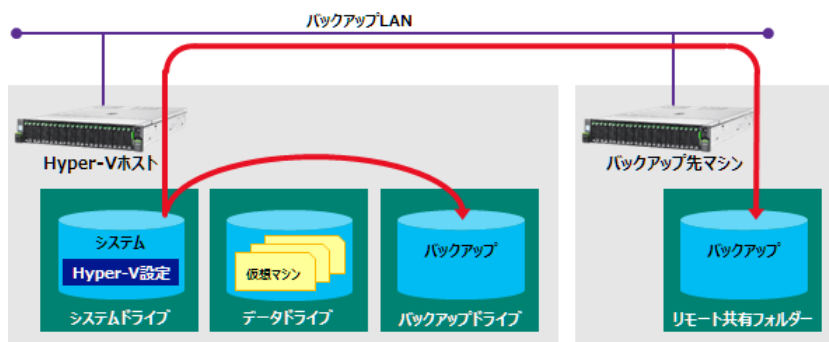 バックアップLAN
Hyper-Vホスト
バックアップ先マシン
システム
Hyper-V設定
仮想マシン
バックアップ
バックアップ
システムドライブ
データドライブ
バックアップドライブ
リモート共有フォルダー